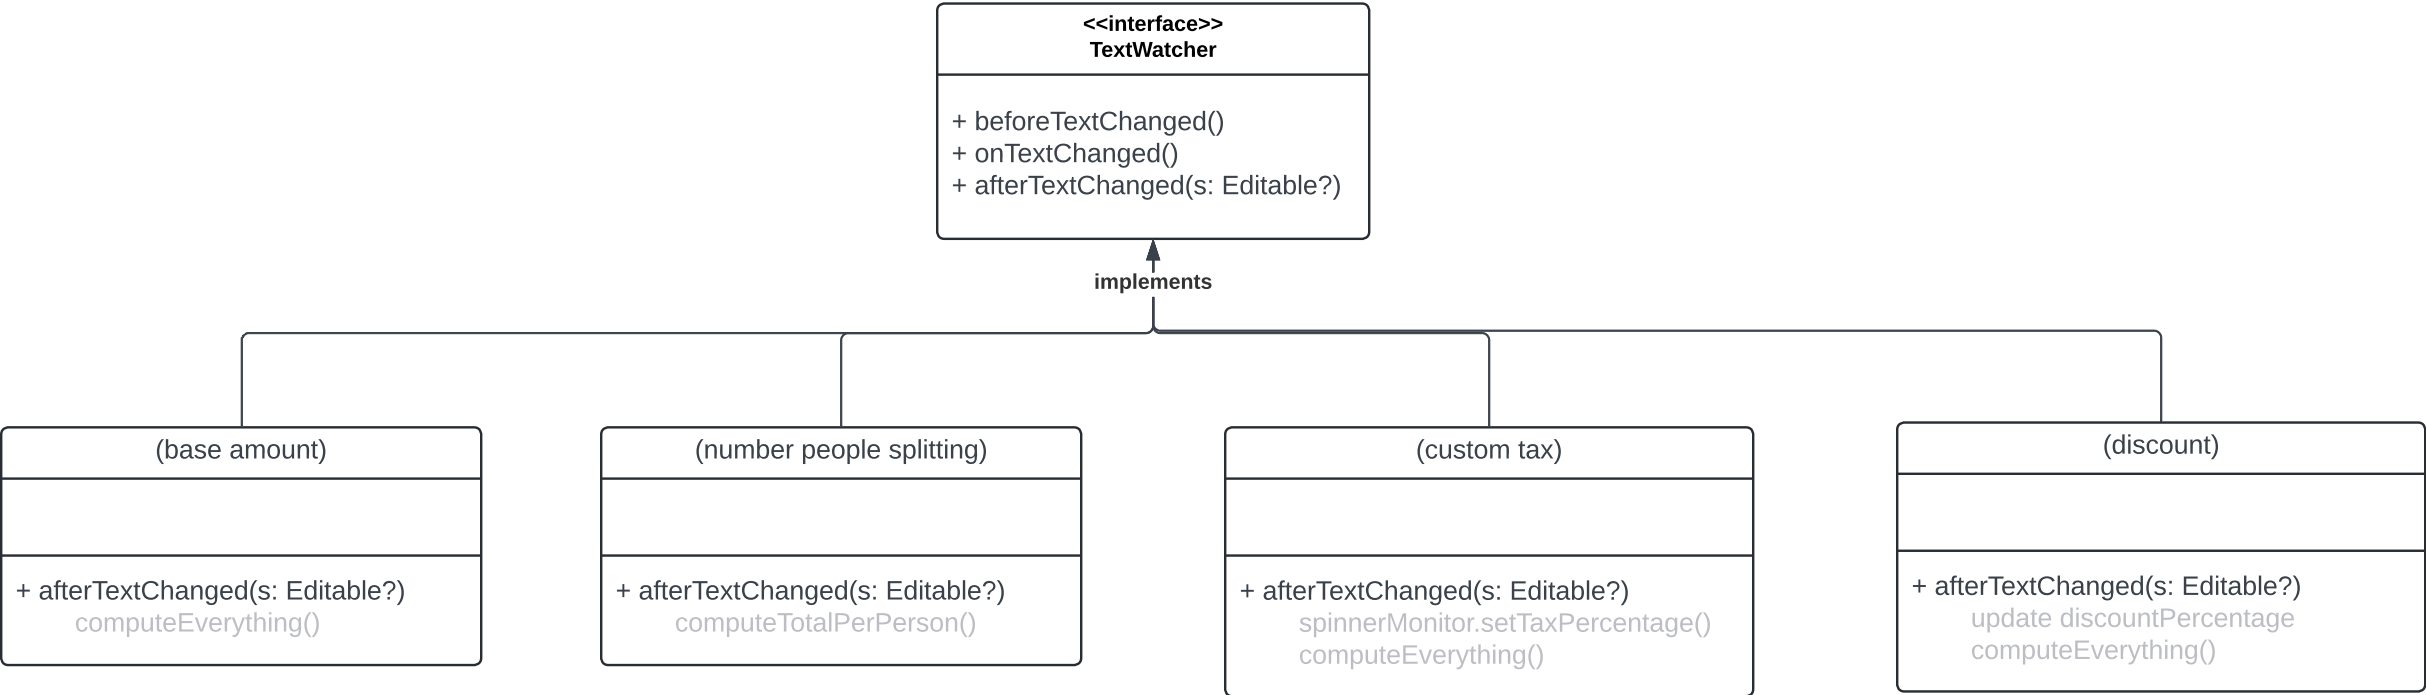 <<interface>>
TextWatcher
+ beforeTextChanged()
+ onTextChanged()
+ afterTextChanged(s: Editable?)
implements
(base amount)
+ afterTextChanged(s: Editable?)
computeEverything()
(number people splitting)
+ afterTextChanged(s: Editable?)
computeTotalPerPerson()
(custom tax)
+ afterTextChanged(s: Editable?)
spinnerMonitor.setTaxPercentage()
computeEverything()
(discount)
+ afterTextChanged(s: Editable?)
update discountPercentage
computeEverything()